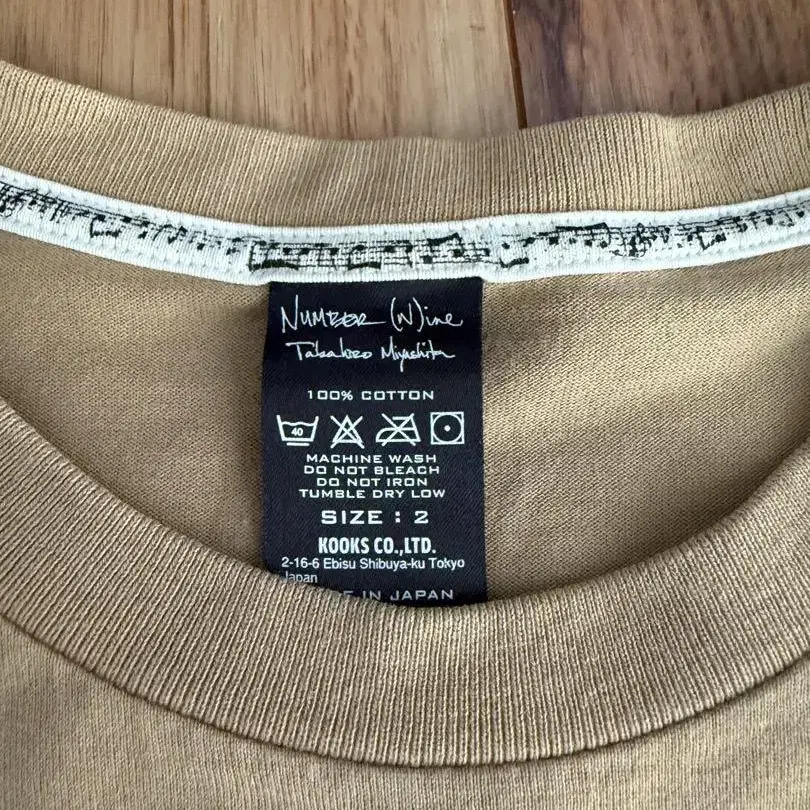 NUMBER (N)ine
Takahiro Miyashita
100% COTTON
40
MACHINE WASH
DO NOT BLEACH
DO NOT IRON
TUMBLE DRY LOW
SIZE : 2
KOOKS CO.,LTD.
2-16-6 Ebisu Shibuya-ku Tokyo
Japan
IN JAPAN